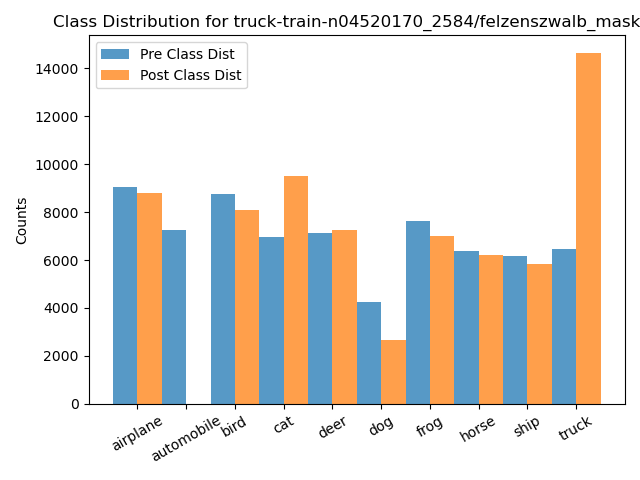 Class Distribution for truck-train-n04520170_2584/felzenszwalb_mask
Pre Class Dist
Post Class Dist
Counts
14000
12000
10000
8000
6000
4000
2000
0
airplane
automobile
bird
cat
deer
dog
frog
horse
ship
truck